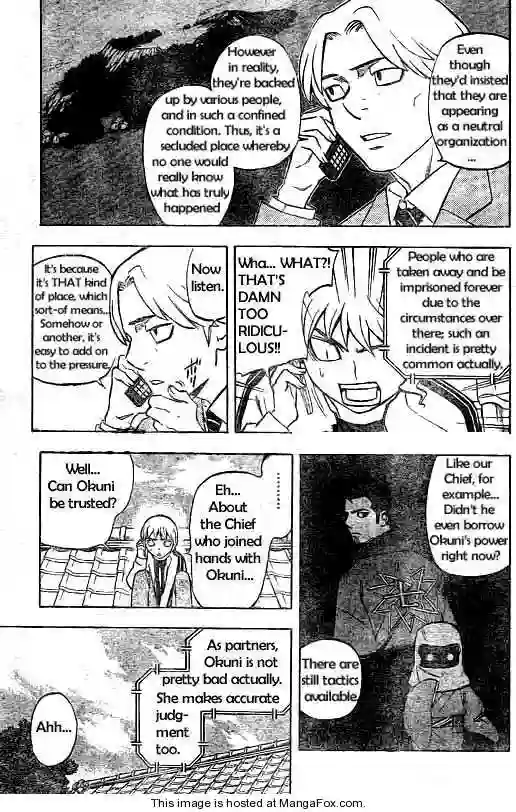 Even
though
they'd insisted
that they are
appearing
as a neutral
organization
...
However
in reality,
they're backed
up by various people,
and in such a confined
condition. Thus, it's a
secluded place whereby
no one would
really know
what has truly
happened
People who are
taken away and be
imprisoned forever
due to the
circumstances over
there; such an
incident is pretty
common actually.
Wha... WHAT?!
THAT'S
DAMN
TOO
RIDICU-
LOUS!!
Now
listen.
It's because
it's THAT kind
of place, which
sort-of means...
Somehow or
another, it's
easy to add on
to the pressure.
Like our
Chief, for
example...
Didn't he
even borrow
Okuni's power
right now?
There are
still tactics
available.
........
Eh...
About
the Chief
who joined
hands with
Okuni...
Well...
Can Okuni
be trusted?
As partners,
Okuni is not
pretty bad actually.
She makes accurate
judg-
ment
too.
Ahh...
This image is hosted at MangaFox.com.